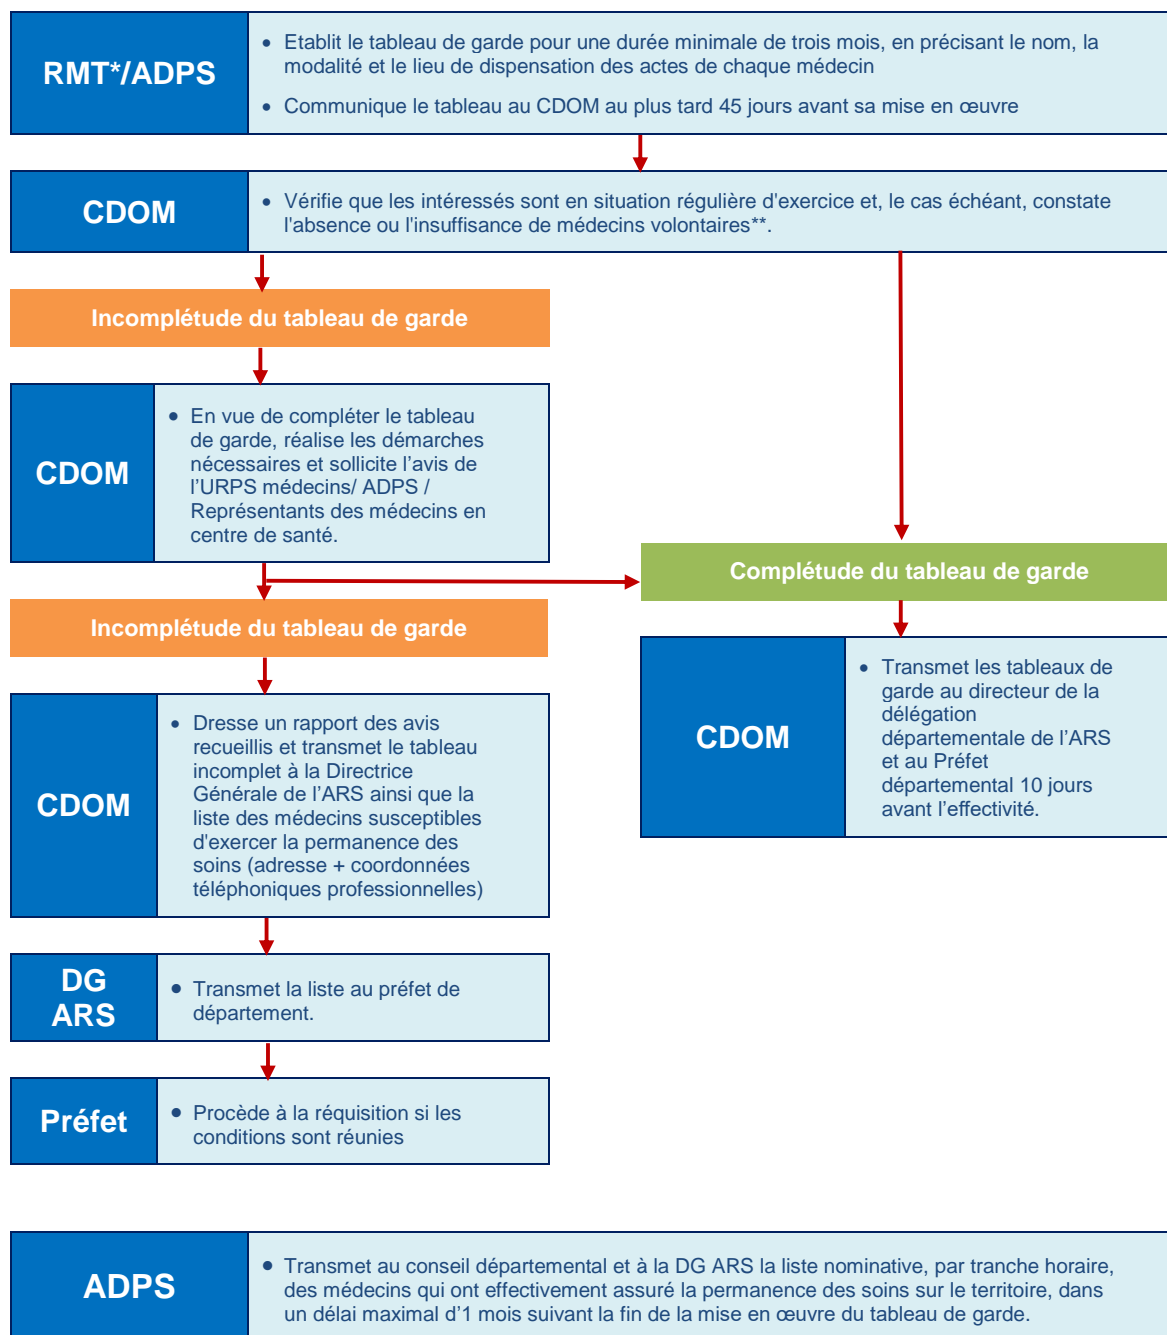 RMT*/ADPS
• Etablit le tableau de garde pour une durée minimale de trois mois, en précisant le nom, la
modalité et le lieu de dispensation des actes de chaque médecin
• Communique le tableau au CDOM au plus tard 45 jours avant sa mise en œuvre
CDOM
• Vérifie que les intéressés sont en situation régulière d'exercice et, le cas échéant, constate
l'absence ou l'insuffisance de médecins volontaires**.
Incomplétude du tableau de garde
CDOM
• En vue de compléter le tableau
de garde, réalise les démarches
nécessaires et sollicite l’avis de
l’URPS médecins/ ADPS /
Représentants des médecins en
centre de santé.
Complétude du tableau de garde
Incomplétude du tableau de garde
CDOM
• Transmet les tableaux de
garde au directeur de la
délégation
départementale de l’ARS
et au Préfet
départemental 10 jours
avant l’effectivité.
CDOM
• Dresse un rapport des avis
recueillis et transmet le tableau
incomplet à la Directrice
Générale de l’ARS ainsi que la
liste des médecins susceptibles
d'exercer la permanence des
soins (adresse + coordonnées
téléphoniques professionnelles)
DG
ARS
• Transmet la liste au préfet de
département.
Préfet
• Procède à la réquisition si les
conditions sont réunies
ADPS
• Transmet au conseil départemental et à la DG ARS la liste nominative, par tranche horaire,
des médecins qui ont effectivement assuré la permanence des soins sur le territoire, dans
un délai maximal d’1 mois suivant la fin de la mise en œuvre du tableau de garde.